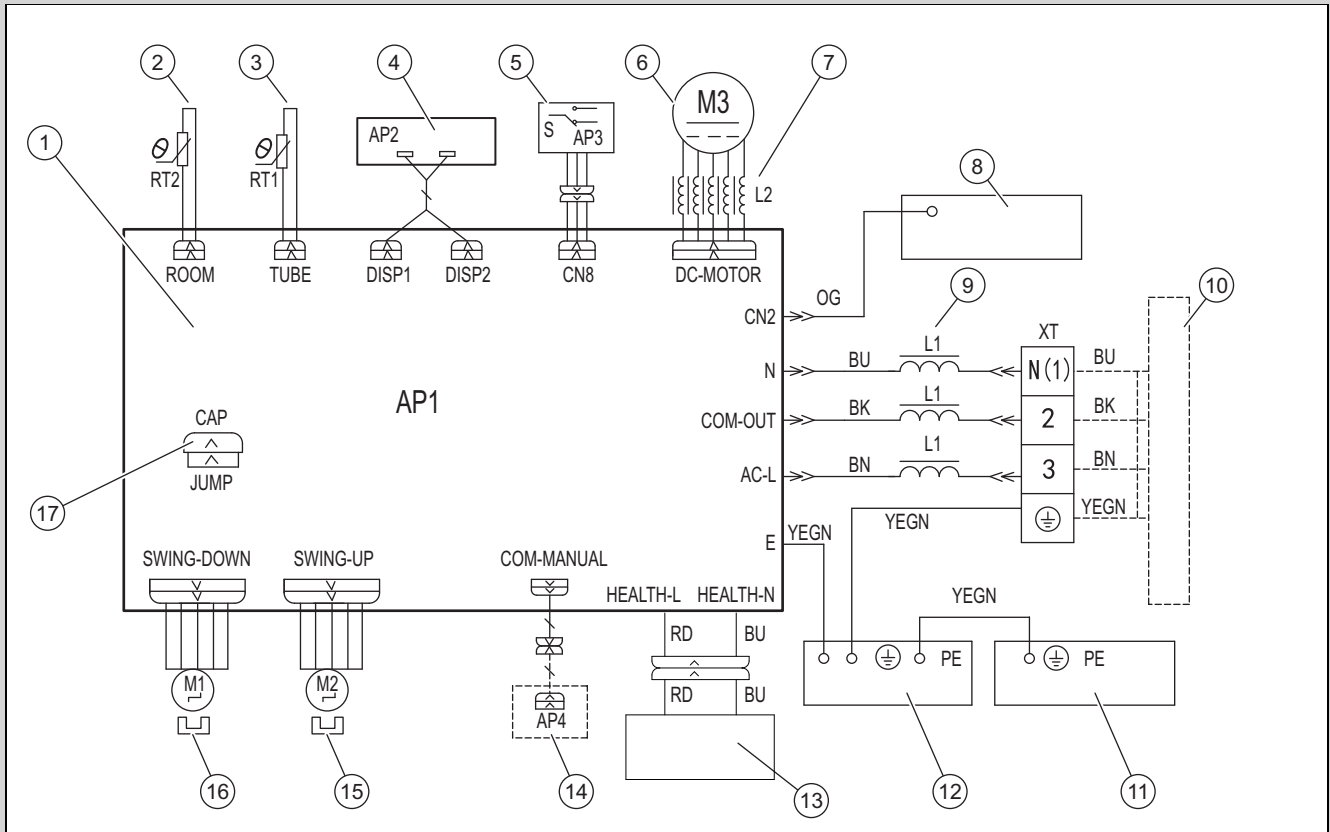 2
3
4
5
6
7
M3
AP2
S
AP3
1
RT2
RT1
L2
8
ROOM
TUBE
DISP1
DISP2
CN8
DC-MOTOR
OG
CN2
9
10
XT
L1
BU
N
BU
N(1)
L1
BK
COM-OUT
BK
2
CAP
AP1
L1
BN
AC-L
BN
3
JUMP
17
YEGN
YEGN
E
YEGN
SWING-DOWN
SWING-UP
COM-MANUAL
HEALTH-L
HEALTH-N
YEGN
RD
BU
PE
PE
M1
M2
RD
BU
AP4
16
15
14
13
12
11